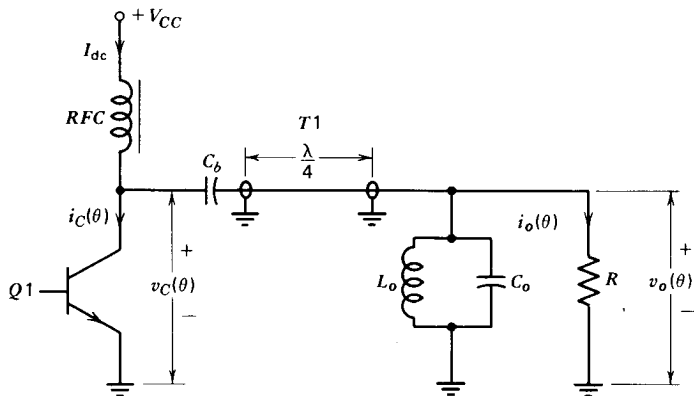 + V_CC
I_dc
RFC
T1
λ/4
C_b
i_C(θ)
i_o(θ)
+
v_C(θ)
−
Q1
L_o
C_o
R
+
v_o(θ)
−